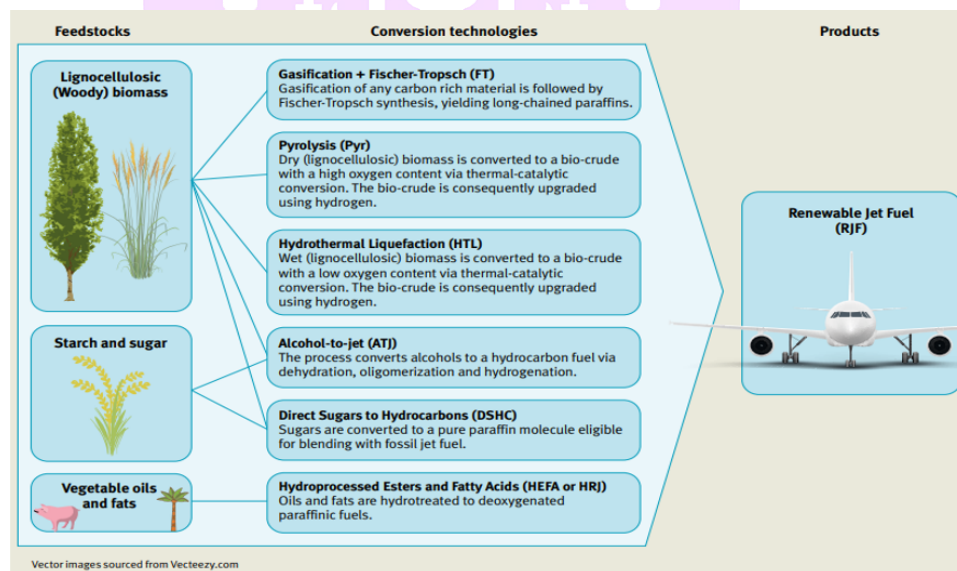 Feedstocks
Conversion technologies
Products
Lignocellulosic
(Woody) biomass
Gasification + Fischer-Tropsch (FT)
Gasification of any carbon rich material is followed by
Fischer-Tropsch synthesis, yielding long-chained paraffins.
Pyrolysis (Pyr)
Dry (lignocellulosic) biomass is converted to a bio-crude
with a high oxygen content via thermal-catalytic
conversion. The bio-crude is consequently upgraded
using hydrogen.
Hydrothermal Liquefaction (HTL)
Wet (lignocellulosic) biomass is converted to a bio-crude
with a low oxygen content via thermal-catalytic
conversion. The bio-crude is consequently upgraded
using hydrogen.
Starch and sugar
Alcohol-to-jet (ATJ)
The process converts alcohols to a hydrocarbon fuel via
dehydration, oligomerization and hydrogenation.
Direct Sugars to Hydrocarbons (DSHC)
Sugars are converted to a pure paraffin molecule eligible
for blending with fossil jet fuel.
Vegetable oils
and fats
Hydroprocessed Esters and Fatty Acids (HEFA or HRJ)
Oils and fats are hydrotreated to deoxygenated
paraffinic fuels.
Renewable Jet Fuel
(RJF)
Vector images sourced from Vecteezy.com